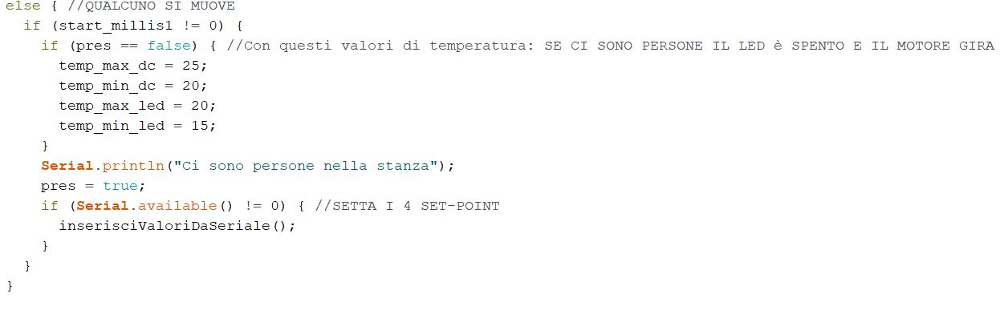 else { //QUALCUNO SI MUOVE
if (start_millis1 != 0) {
if (pres == false) { //Con questi valori di temperatura: SE CI SONO PERSONE IL LED è SPENTO E IL MOTORE GIRA
temp_max_dc = 25;
temp_min_dc = 20;
temp_max_led = 20;
temp_min_led = 15;
}
Serial.println("Ci sono persone nella stanza");
pres = true;
if (Serial.available() != 0) { //SETTA I 4 SET-POINT
inserisciValoriDaSeriale();
}
}
}